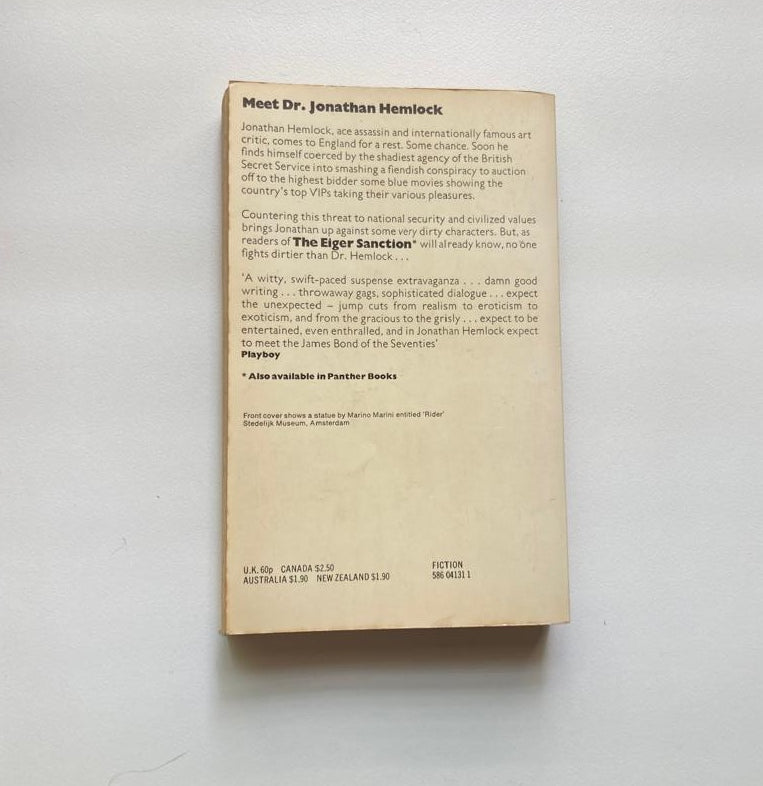 Meet Dr. Jonathan Hemlock
Jonathan Hemlock, ace assassin and internationally famous art
critic, comes to England for a rest. Some chance. Soon he
finds himself coerced by the shadiest agency of the British
Secret Service into smashing a fiendish conspiracy to auction
off to the highest bidder some blue movies showing the
country's top VIPs taking their various pleasures.
Countering this threat to national security and civilized values
brings Jonathan up against some very dirty characters. But, as
readers of The Eiger Sanction* will already know, no one
fights dirtier than Dr. Hemlock . . .
'A witty, swift-paced suspense extravaganza . . . damn good
writing . . . throwaway gags, sophisticated dialogue . . . expect
the unexpected – jump cuts from realism to eroticism to
exoticism, and from the gracious to the grisly . . . expect to be
entertained, even enthralled, and in Jonathan Hemlock expect
to meet the James Bond of the Seventies'
Playboy
* Also available in Panther Books
Front cover shows a statue by Marino Marini entitled 'Rider'
Stedelijk Museum, Amsterdam
U.K. 60p CANADA $2.50
AUSTRALIA $1.90 NEW ZEALAND $1.90
FICTION
586 04131 1